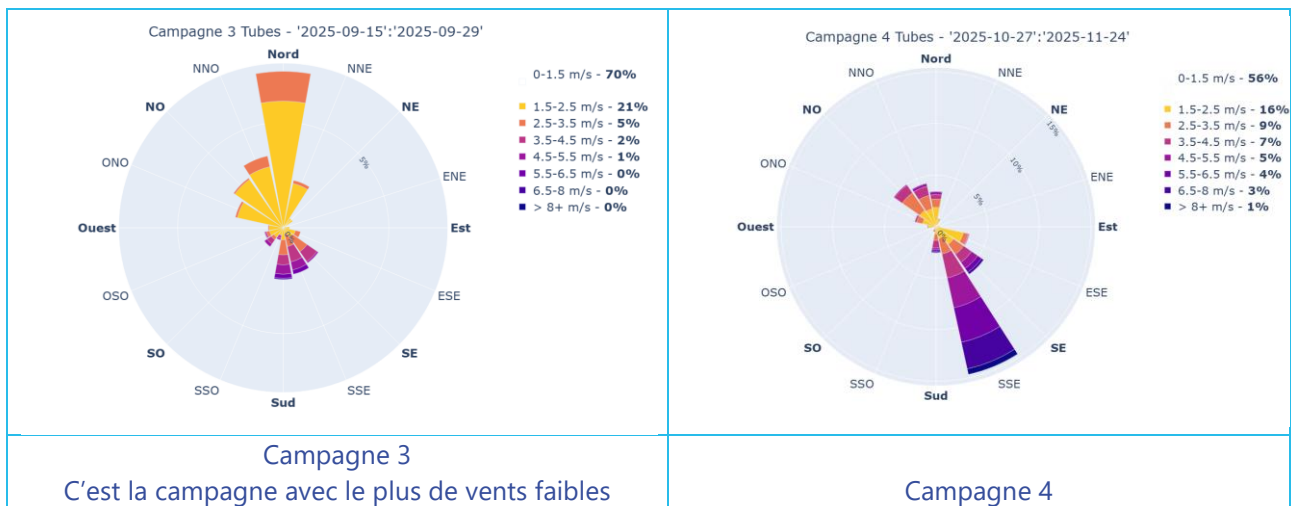 Campagne 3 Tubes - '2025-09-15':'2025-09-29'
Nord
NNO
NNE
NO
NE
ONO
ENE
Ouest
Est
OSO
ESE
SO
SE
SSO
SSE
Sud
5%
0%
0-1.5 m/s - 70%
1.5-2.5 m/s - 21%
2.5-3.5 m/s - 5%
3.5-4.5 m/s - 2%
4.5-5.5 m/s - 1%
5.5-6.5 m/s - 0%
6.5-8 m/s - 0%
> 8+ m/s - 0%
Campagne 4 Tubes - '2025-10-27':'2025-11-24'
Nord
NNO
NNE
NO
NE
ONO
ENE
Ouest
Est
OSO
ESE
SO
SE
SSO
SSE
Sud
15%
10%
5%
0%
0-1.5 m/s - 56%
1.5-2.5 m/s - 16%
2.5-3.5 m/s - 9%
3.5-4.5 m/s - 7%
4.5-5.5 m/s - 5%
5.5-6.5 m/s - 4%
6.5-8 m/s - 3%
> 8+ m/s - 1%
Campagne 3
C'est la campagne avec le plus de vents faibles
Campagne 4